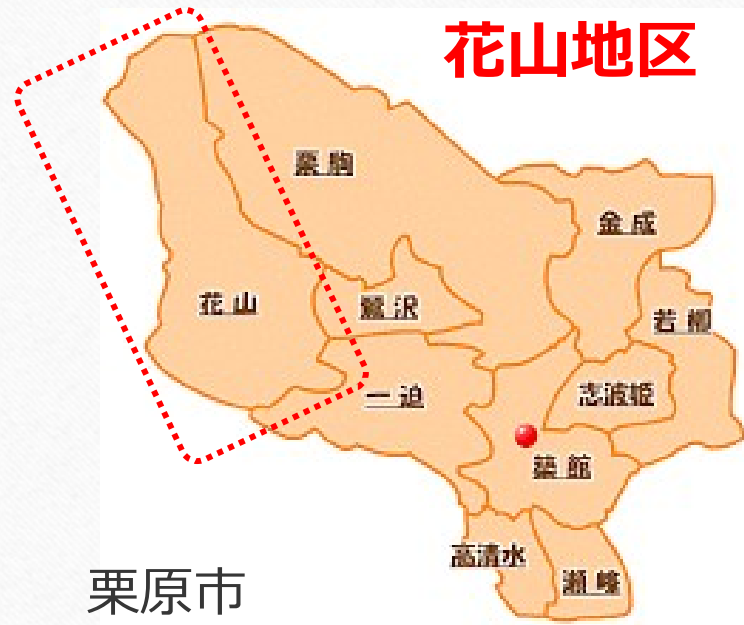 花山地区
栗駒
金成
花山
鶯沢
若柳
一迫
志波姫
築館
高清水
瀬峰
栗原市